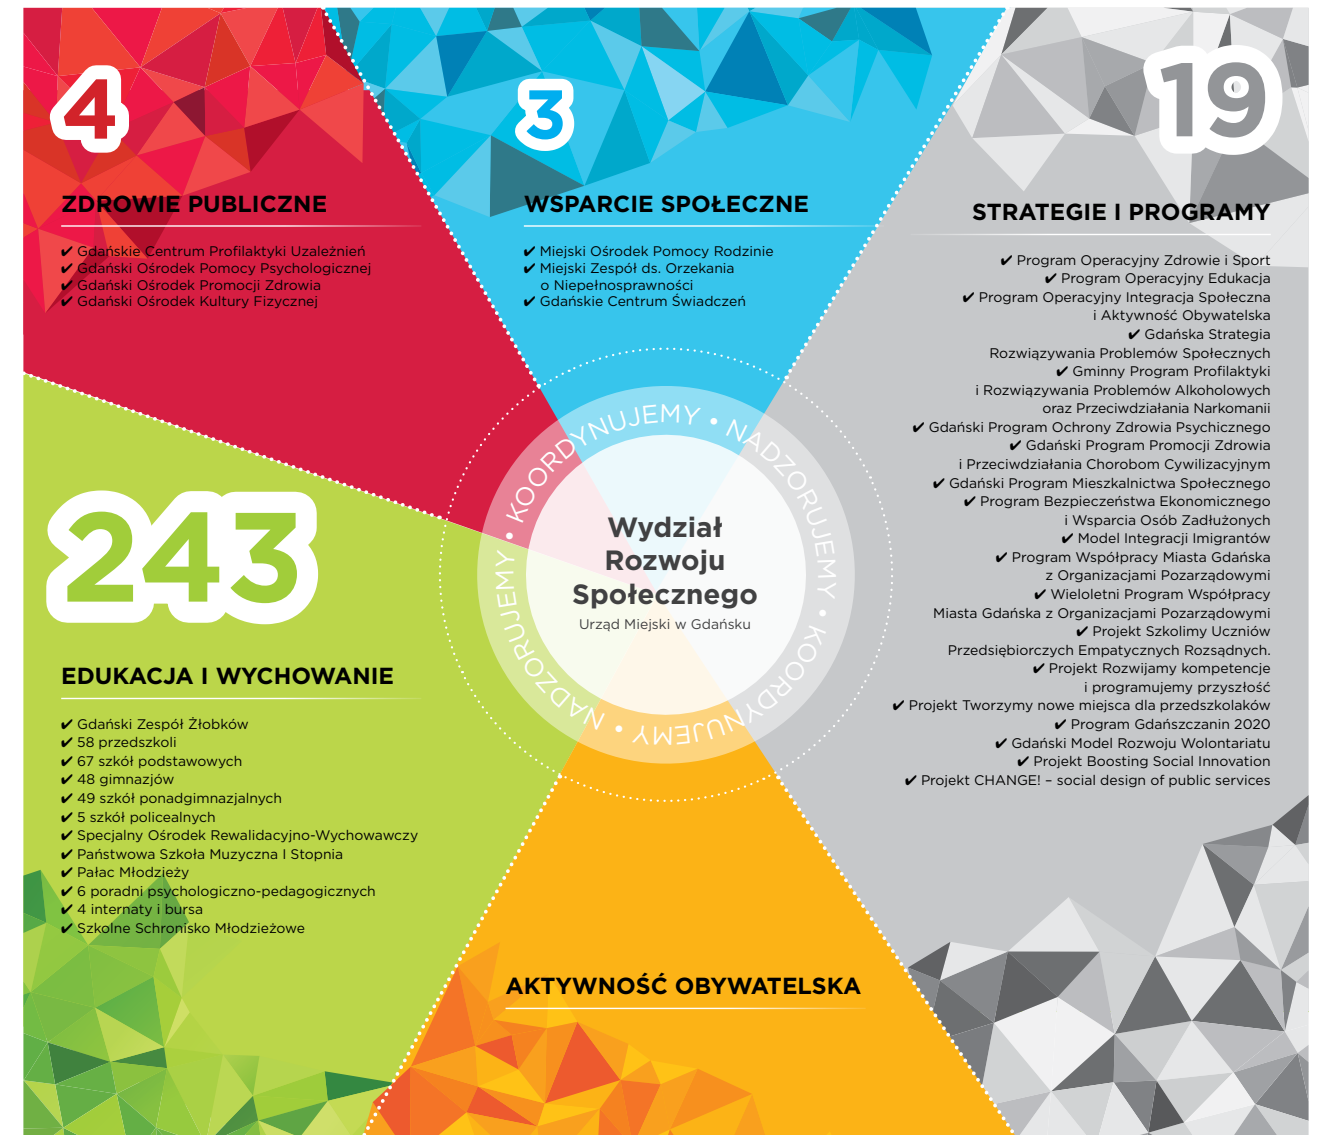 4
ZDROWIE PUBLICZNE
✔ Gdańskie Centrum Profilaktyki Uzależnień
✔ Gdański Ośrodek Pomocy Psychologicznej
✔ Gdański Ośrodek Promocji Zdrowia
✔ Gdański Ośrodek Kultury Fizycznej
3
WSPARCIE SPOŁECZNE
✔ Miejski Ośrodek Pomocy Rodzinie
✔ Miejski Zespół ds. Orzekania
o Niepełnosprawności
✔ Gdańskie Centrum Świadczeń
19
STRATEGIE I PROGRAMY
✔ Program Operacyjny Zdrowie i Sport
✔ Program Operacyjny Edukacja
✔ Program Operacyjny Integracja Społeczna
i Aktywność Obywatelska
✔ Gdańska Strategia
Rozwiązywania Problemów Społecznych
✔ Gminny Program Profilaktyki
i Rozwiązywania Problemów Alkoholowych
oraz Przeciwdziałania Narkomanii
✔ Gdański Program Ochrony Zdrowia Psychicznego
✔ Gdański Program Promocji Zdrowia
i Przeciwdziałania Chorobom Cywilizacyjnym
✔ Gdański Program Mieszkalnictwa Społecznego
✔ Program Bezpieczeństwa Ekonomicznego
i Wsparcia Osób Zadłużonych
✔ Model Integracji Imigrantów
✔ Program Współpracy Miasta Gdańska
z Organizacjami Pozarządowymi
✔ Wieloletni Program Współpracy
Miasta Gdańska z Organizacjami Pozarządowymi
✔ Projekt Szkolimy Uczniów
Przedsiębiorczych Empatycznych Rozsądnych.
✔ Projekt Rozwijamy kompetencje
i programujemy przyszłość
✔ Projekt Tworzymy nowe miejsca dla przedszkolaków
✔ Program Gdańszczanin 2020
✔ Gdański Model Rozwoju Wolontariatu
✔ Projekt Boosting Social Innovation
✔ Projekt CHANGE! – social design of public services
KOORDYNUJEMY • NADZORUJEMY • KOORDYNUJEMY • NADZORUJEMY •
Wydział
Rozwoju
Społecznego
Urząd Miejski w Gdańsku
243
EDUKACJA I WYCHOWANIE
✔ Gdański Zespół Żłobków
✔ 58 przedszkoli
✔ 67 szkół podstawowych
✔ 48 gimnazjów
✔ 49 szkół ponadgimnazjalnych
✔ 5 szkół policealnych
✔ Specjalny Ośrodek Rewalidacyjno-Wychowawczy
✔ Państwowa Szkoła Muzyczna I Stopnia
✔ Pałac Młodzieży
✔ 6 poradni psychologiczno-pedagogicznych
✔ 4 internaty i bursa
✔ Szkolne Schronisko Młodzieżowe
AKTYWNOŚĆ OBYWATELSKA